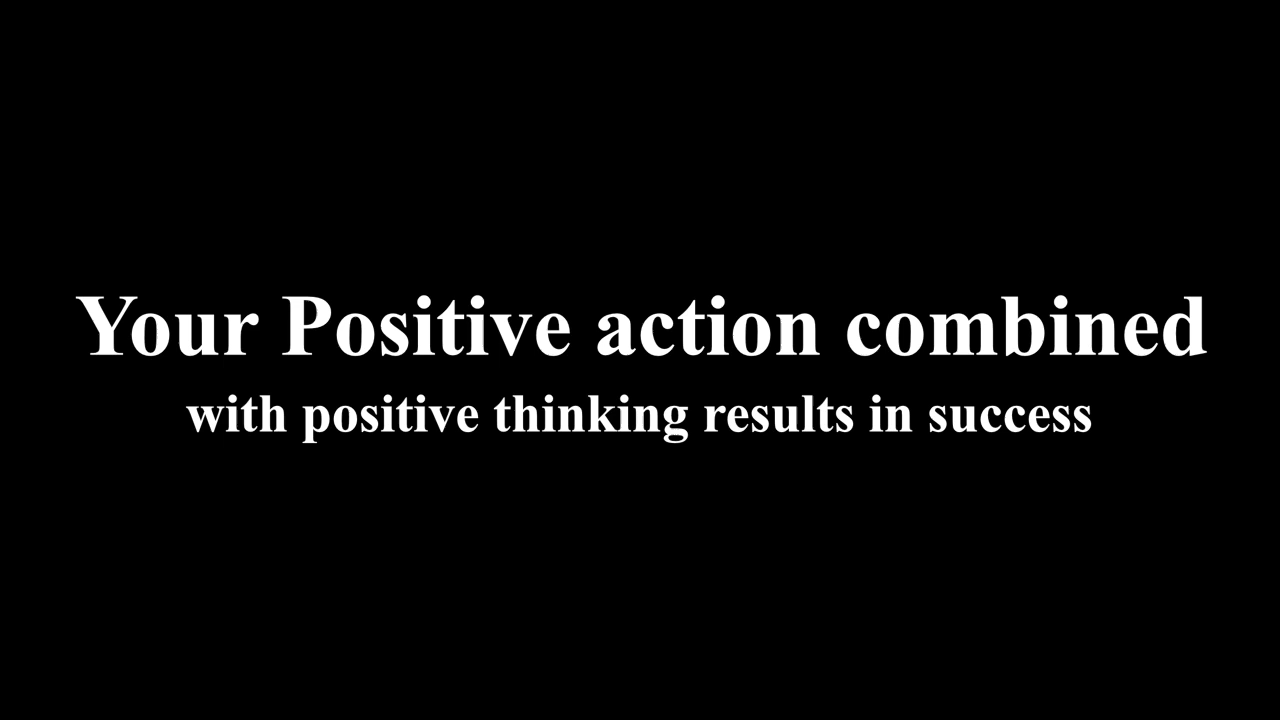 Your Positive action combined
with positive thinking results in success